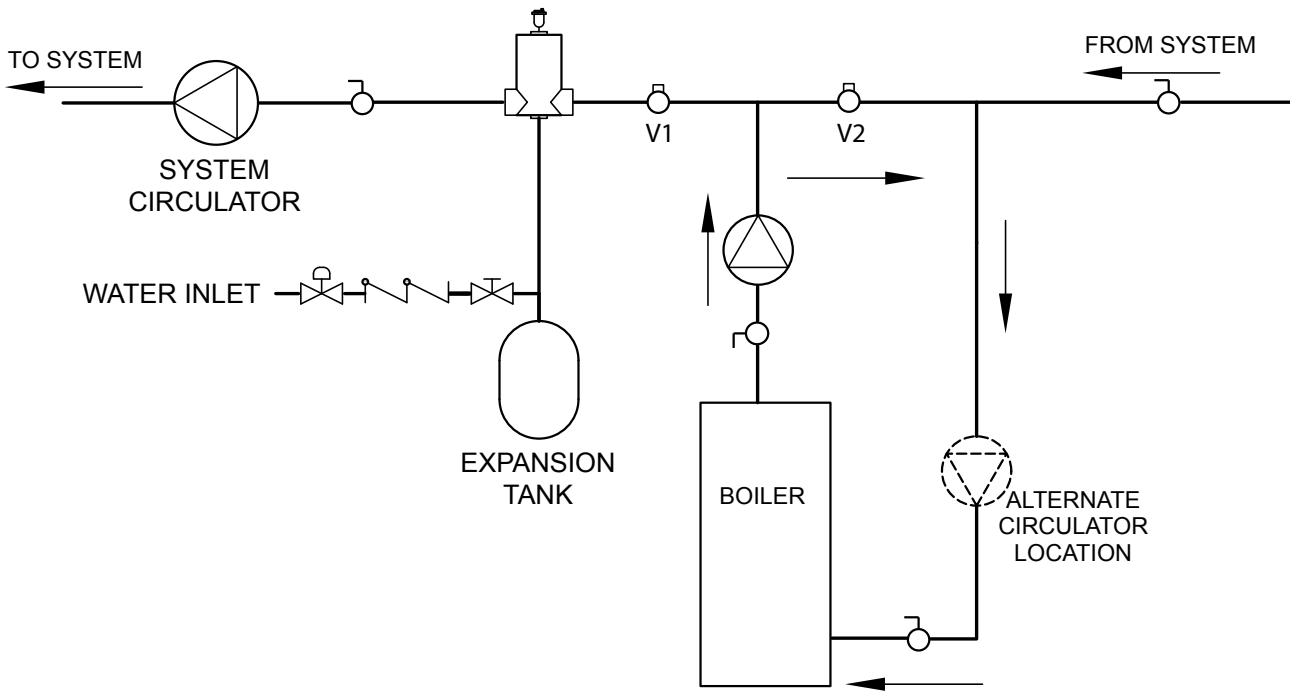 TO SYSTEM
FROM SYSTEM
V1
V2
SYSTEM
CIRCULATOR
WATER INLET
EXPANSION
TANK
BOILER
ALTERNATE
CIRCULATOR
LOCATION